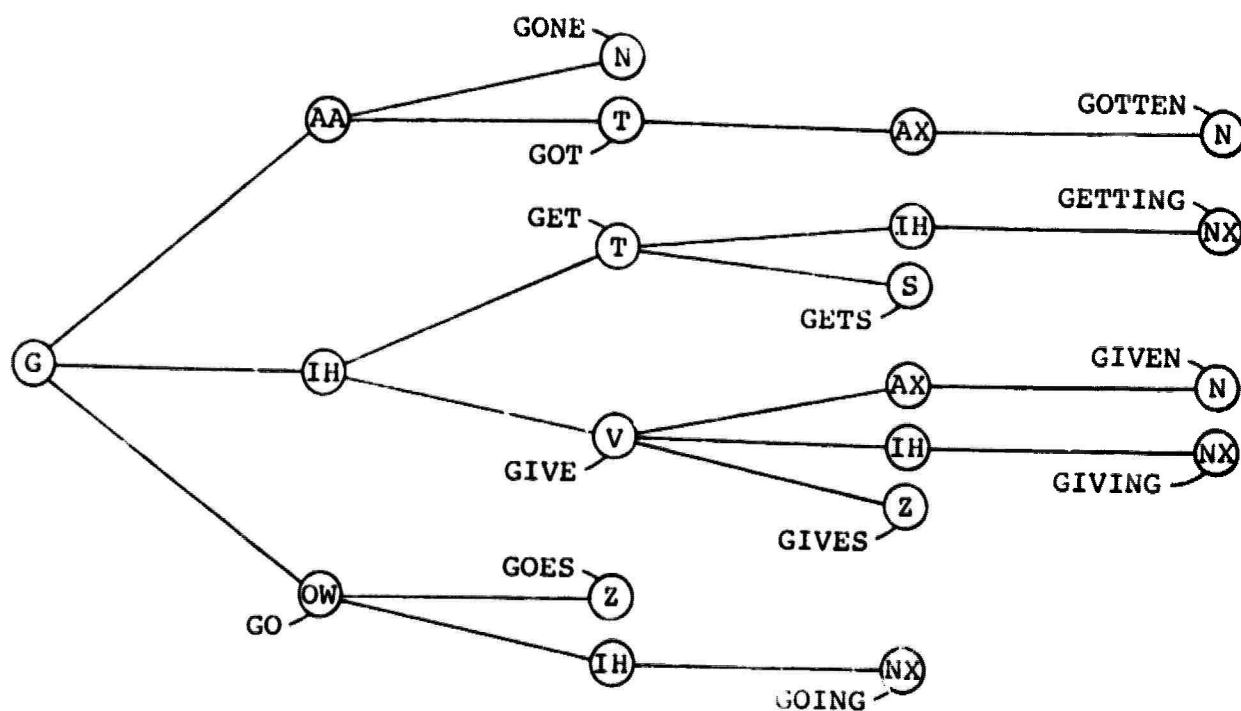 GONE
N
AA
T
GOT
AX
GOTTEN
N
GET
T
IH
GETTING
NX
S
GETS
G
IH
V
GIVE
AX
GIVEN
N
IH
NX
GIVING
Z
GIVES
OW
GO
GOES
Z
IH
NX
GOING